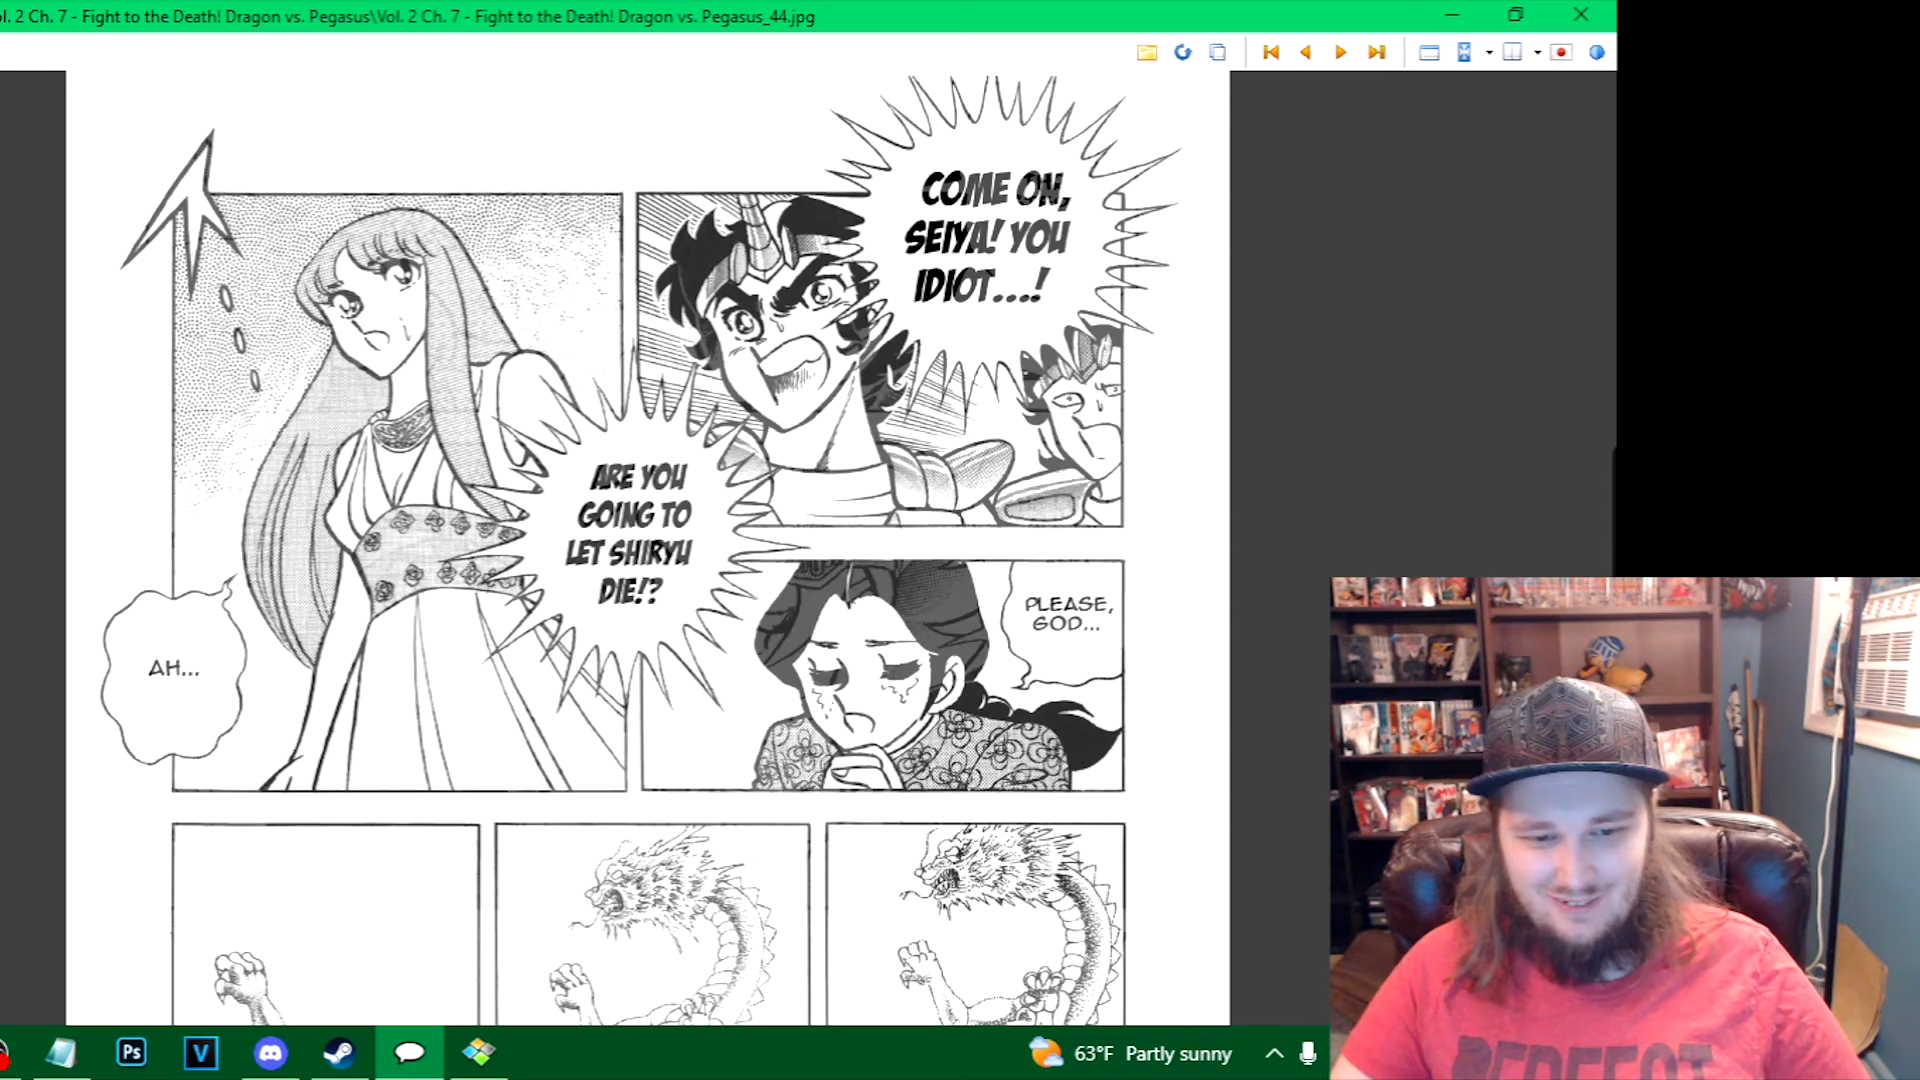 l. 2 Ch. 7 - Fight to the Death! Dragon vs. Pegasus\Vol. 2 Ch. 7 - Fight to the Death! Dragon vs. Pegasus_44.jpg
COME ON,
SEIYA! YOU
IDIOT....!
ARE YOU
GOING TO
LET SHIRYU
DIE!?
PLEASE,
GOD...
AH...
PERFECT
Ps
V
63°F Partly sunny